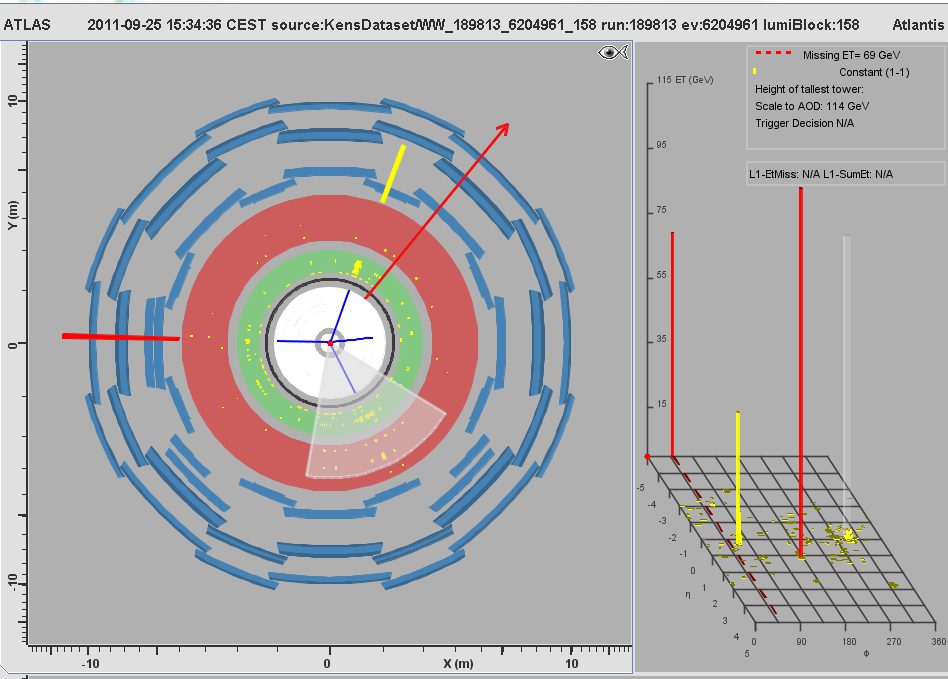 ATLAS 2011-09-25 15:34:36 CEST source:KensDataset/WW_189813_6204961_158 run:189813 ev:6204961 lumiBlock:158 Atlantis
Missing ET= 69 GeV
Constant (1-1)
Height of tallest tower:
Scale to AOD: 114 GeV
Trigger Decision N/A
L1-EtMiss: N/A L1-SumEt: N/A
115 ET (GeV)
95
75
55
35
15
-5
-4
-3
-2
-1
0
1
2
3
4
5
η
0 90 180 270 360
Φ
10
Y (m)
0
-10
-10 0 X (m) 10